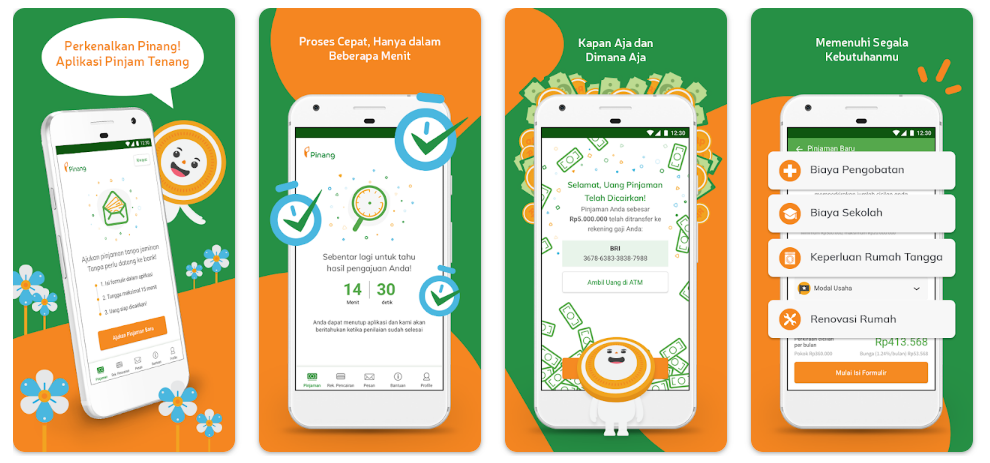 Perkenalkan Pinang!
Aplikasi Pinjam Tenang
12.30
Pinang
Ajukan pinjaman tanpa jaminan
Tanpa perlu datang ke bank!
1. Isi formulir dalam aplikasi
2. Tunggu maksimal 15 menit
3. Uang siap dicairkan!
Ajukan Pinjaman Baru
Pinjaman
Pesan
Bantuan
Profile
Proses Cepat, Hanya dalam
Beberapa Menit
Pinang
Sebentar lagi untuk tahu
hasil pengajuan Anda!
14 30
Menit detik
Anda dapat menutup aplikasi dan kami akan
beritahukan ketika penilaian sudah selesai
Pinjaman Rek. Pencairan Pesan Bantuan Profile
Kapan Aja dan
Dimana Aja
12.30
Selamat, Uang Pinjaman
Telah Dicairkan!
Pinjaman Anda sebesar
Rp5.000.000 telah ditransfer ke
rekening gaji Anda:
BRI
3678-6383-3838-7988
Ambil Uang di ATM
Memenuhi Segala
Kebutuhanmu
12.30
Pinjaman Baru
Biaya Pengobatan
Biaya Sekolah
Keperluan Rumah Tangga
Modal Usaha
Renovasi Rumah
per bulan
Rp413.568
Mulai Isi Formulir